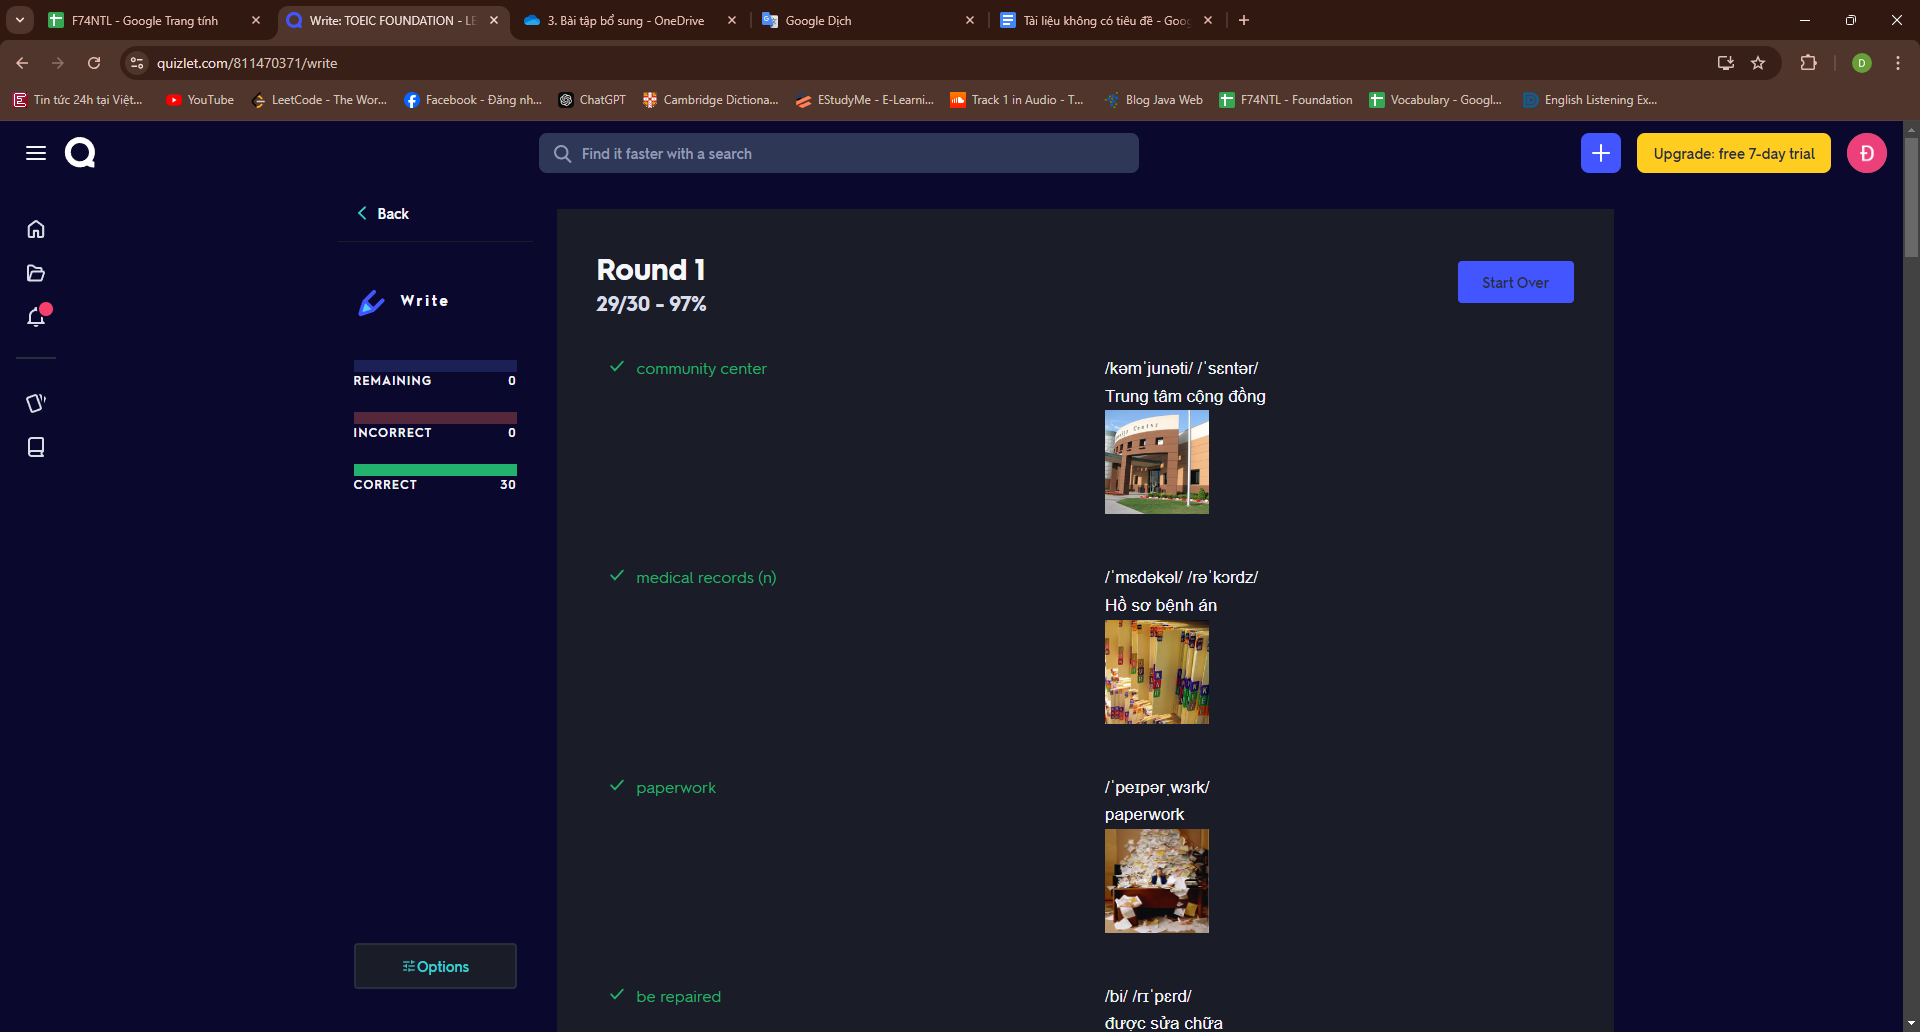 F74NTL - Google Trang tính
Write: TOEIC FOUNDATION - LE
3. Bài tập bổ sung - OneDrive
Google Dịch
Tài liệu không có tiêu đề - Goog
quizlet.com/811470371/write
D
Tin tức 24h tại Việt...
YouTube
LeetCode - The Wor...
Facebook - Đăng nh...
ChatGPT
Cambridge Dictiona...
EStudyMe - E-Learni...
Track 1 in Audio - T...
Blog Java Web
F74NTL - Foundation
Vocabulary - Googl...
English Listening Ex...
Find it faster with a search
Upgrade: free 7-day trial
Đ
Back
Write
REMAINING 0
INCORRECT 0
CORRECT 30
Options
Round 1
29/30 - 97%
Start Over
community center
/kəmˈjunəti/ /ˈsɛntər/
Trung tâm cộng đồng
medical records (n)
/ˈmɛdəkəl/ /rəˈkɔrdz/
Hồ sơ bệnh án
paperwork
/ˈpeɪpərˌwɜrk/
paperwork
be repaired
/bi/ /rɪˈpɛrd/
được sửa chữa